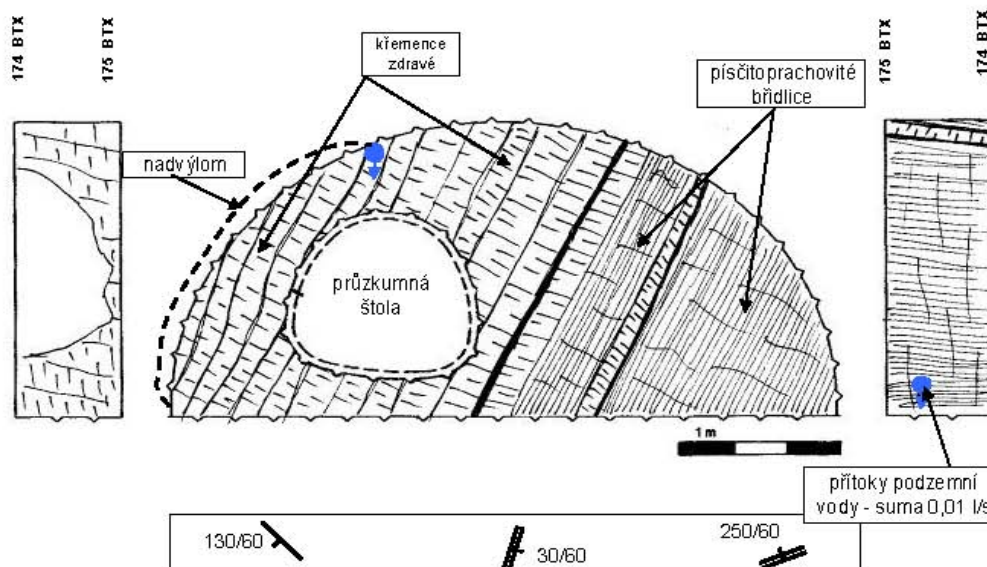 174 BTX
175 BTX
175 BTX
174 BTX
křemence
zdravé
písčitoprachovité
břidlice
nadvýlom
průzkumná
štola
1 m
přítoky podzemní
vody - suma 0,01 l/s
130/60
30/60
250/60